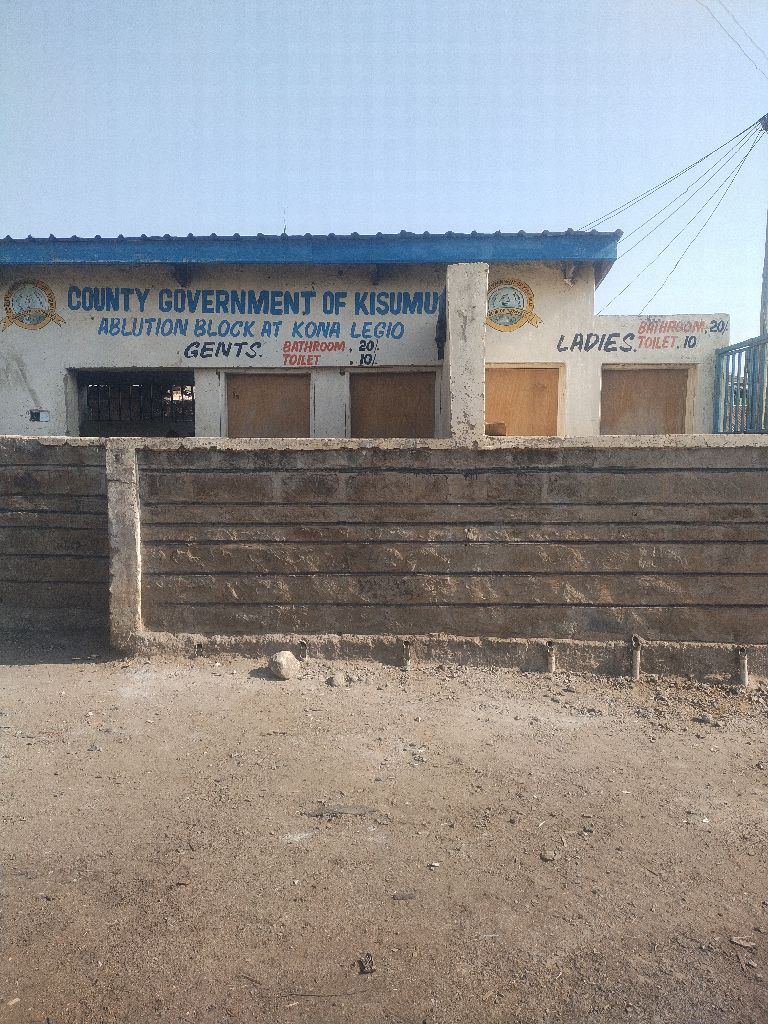 COUNTY GOVERNMENT OF KISUMU
ABLUTION BLOCK AT KONA LEGIO
GENTS.
BATHROOM . 20/-
TOILET . 10/-
LADIES.
BATHROOM . 20/-
TOILET . 10